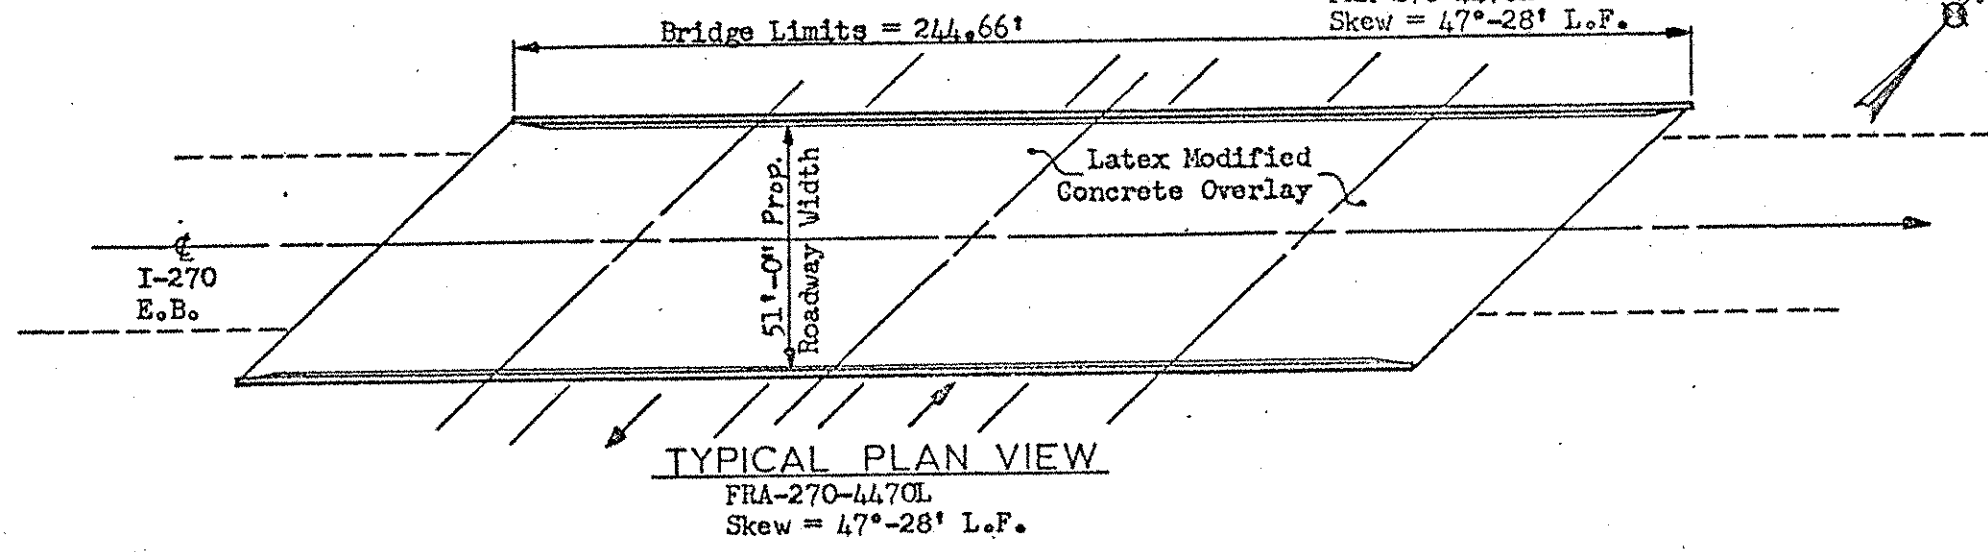 Bridge Limits = 244.66'
Skew = 47°-28' L.F.
Latex Modified
Concrete Overlay
51'-0" Prop.
Roadway Width
℄
I-270
E.B.
TYPICAL PLAN VIEW
FRA-270-4470L
Skew = 47°-28' L.F.